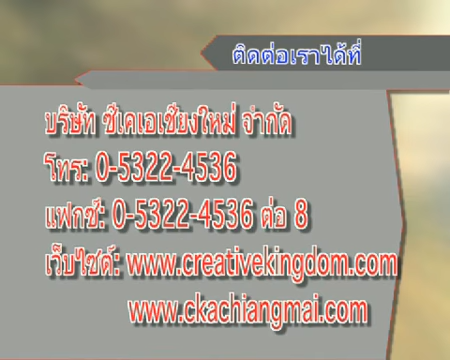 ติดต่อเราได้ที่
บริษัท ซีเคเอเชียงใหม่ จำกัด
โทร: 0-5322-4536
แฟกซ์: 0-5322-4536 ต่อ 8
เว็บไซต์: www.creativekingdom.com
www.ckachiangmai.com